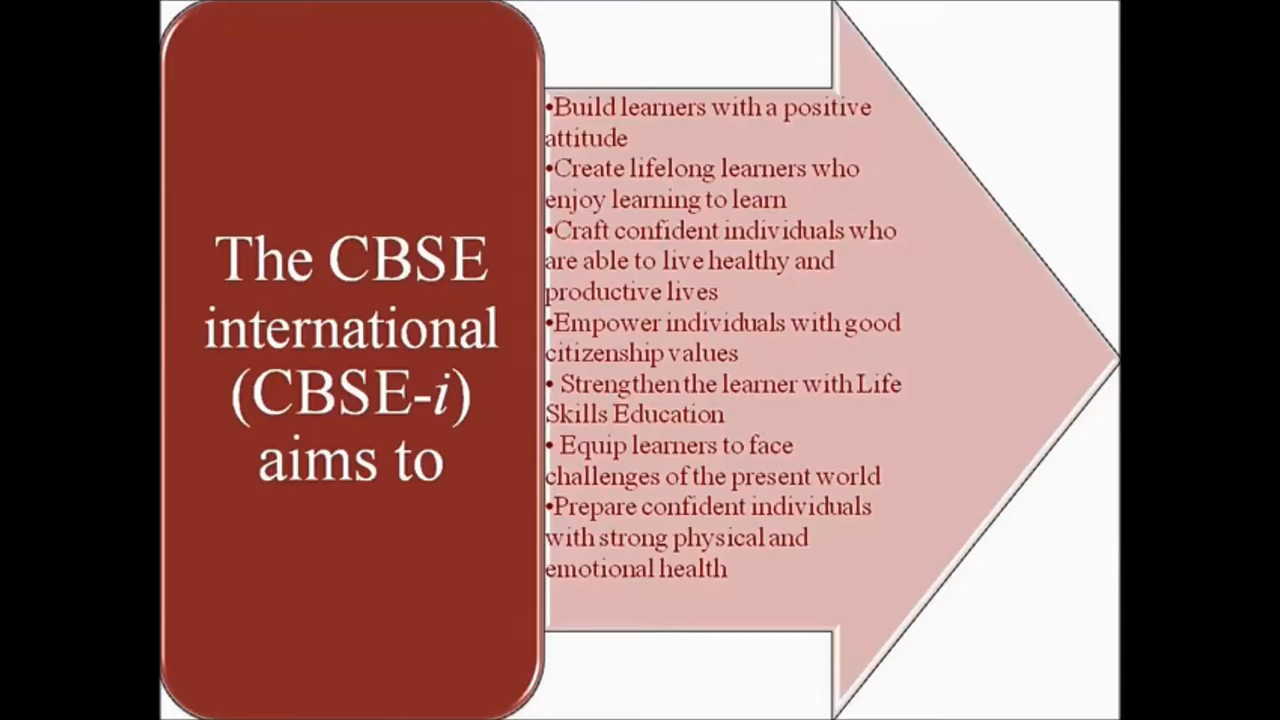 The CBSE
international
(CBSE-i)
aims to
•Build learners with a positive
attitude
•Create lifelong learners who
enjoy learning to learn
•Craft confident individuals who
are able to live healthy and
productive lives
•Empower individuals with good
citizenship values
• Strengthen the learner with Life
Skills Education
• Equip learners to face
challenges of the present world
•Prepare confident individuals
with strong physical and
emotional health